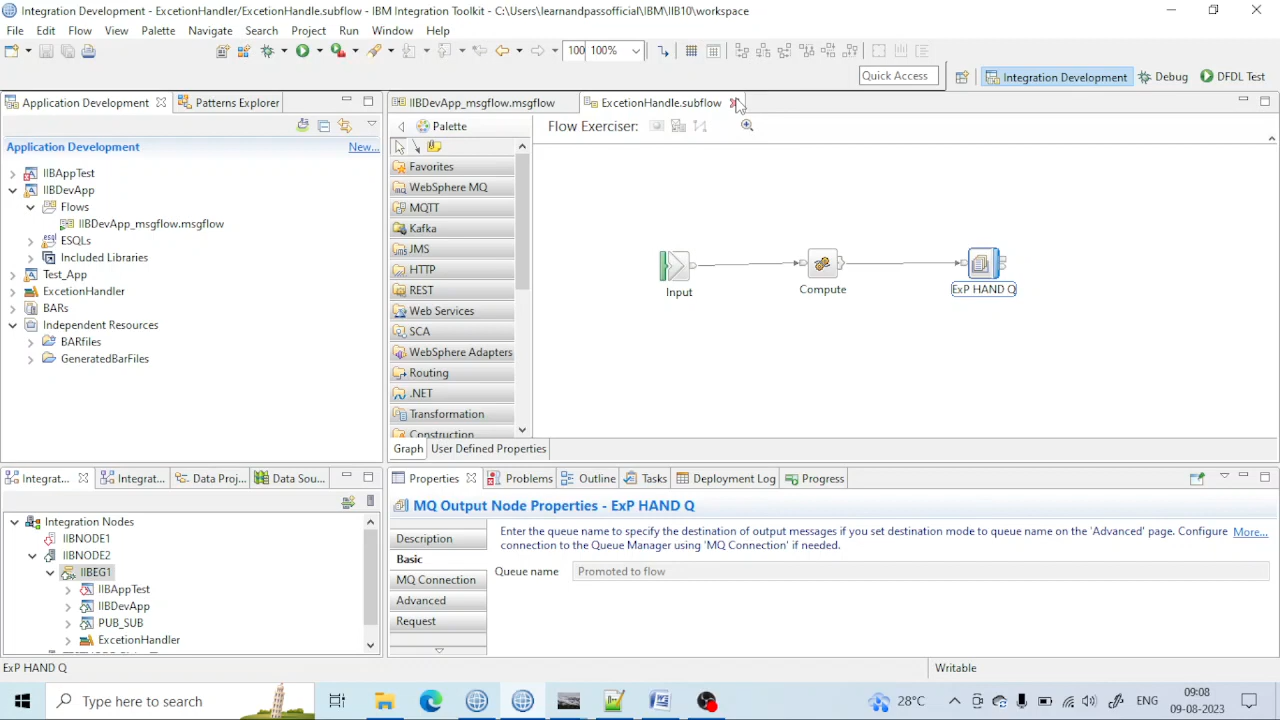 Integration Development - ExcetionHandler/ExcetionHandle.subflow - IBM Integration Toolkit - C:\Users\learnandpassofficial\IBM\IIB10\workspace
File Edit Flow View Palette Navigate Search Project Run Window Help
100 100%
Quick Access Integration Development Debug DFDL Test
Application Development Patterns Explorer
Application Development New...
IIBAppTest
IIBDevApp
Flows
IIBDevApp_msgflow.msgflow
ESQLs
Included Libraries
Test_App
ExcetionHandler
BARs
Independent Resources
BARfiles
GeneratedBarFiles
IIBDevApp_msgflow.msgflow ExcetionHandle.subflow
Palette
Flow Exerciser:
Favorites
WebSphere MQ
MQTT
Kafka
JMS
HTTP
REST
Web Services
SCA
WebSphere Adapters
Routing
.NET
Transformation
Construction
Input
Compute
ExP HAND Q
Graph User Defined Properties
Integrat... Integrat... Data Proj... Data Sou...
Integration Nodes
IIBNODE1
IIBNODE2
IIBEG1
IIBAppTest
IIBDevApp
PUB_SUB
ExcetionHandler
Properties Problems Outline Tasks Deployment Log Progress
MQ Output Node Properties - ExP HAND Q
Description
Basic
MQ Connection
Advanced
Request
Enter the queue name to specify the destination of output messages if you set destination mode to queue name on the 'Advanced' page. Configure More...
connection to the Queue Manager using 'MQ Connection' if needed.
Queue name Promoted to flow
ExP HAND Q
Writable
Type here to search
28°C
ENG
09:08
09-08-2023